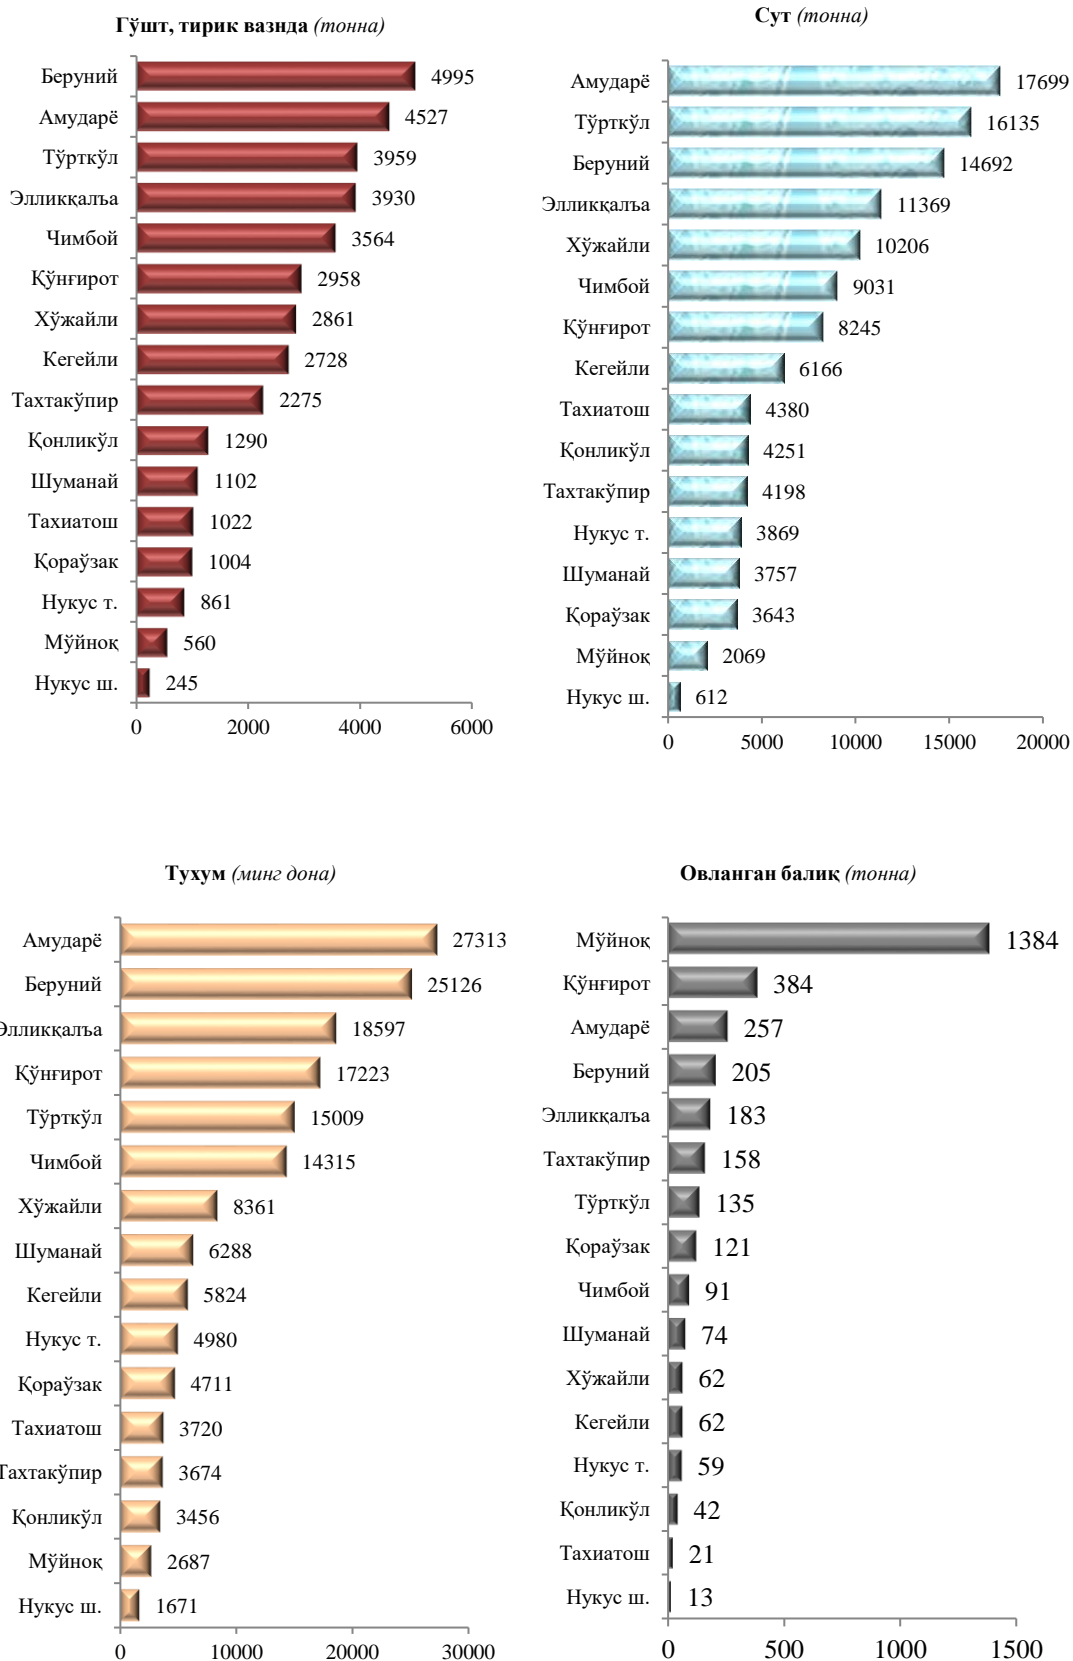 Гўшт, тирик вазнда (тонна)
Беруний 4995
Амударё 4527
Тўрткўл 3959
Элликқалъа 3930
Чимбой 3564
Қўнғирот 2958
Хўжайли 2861
Кегейли 2728
Тахтакўпир 2275
Қонликўл 1290
Шуманай 1102
Тахиатош 1022
Қораўзак 1004
Нукус т. 861
Мўйноқ 560
Нукус ш. 245
0 2000 4000 6000
Сут (тонна)
Амударё 17699
Тўрткўл 16135
Беруний 14692
Элликқалъа 11369
Хўжайли 10206
Чимбой 9031
Қўнғирот 8245
Кегейли 6166
Тахиатош 4380
Қонликўл 4251
Тахтакўпир 4198
Нукус т. 3869
Шуманай 3757
Қораўзак 3643
Мўйноқ 2069
Нукус ш. 612
0 5000 10000 15000 20000
Тухум (минг дона)
Амударё 27313
Беруний 25126
Элликқалъа 18597
Қўнғирот 17223
Тўрткўл 15009
Чимбой 14315
Хўжайли 8361
Шуманай 6288
Кегейли 5824
Нукус т. 4980
Қораўзак 4711
Тахиатош 3720
Тахтакўпир 3674
Қонликўл 3456
Мўйноқ 2687
Нукус ш. 1671
0 10000 20000 30000
Овланган балиқ (тонна)
Мўйноқ 1384
Қўнғирот 384
Амударё 257
Беруний 205
Элликқалъа 183
Тахтакўпир 158
Тўрткўл 135
Қораўзак 121
Чимбой 91
Шуманай 74
Хўжайли 62
Кегейли 62
Нукус т. 59
Қонликўл 42
Тахиатош 21
Нукус ш. 13
0 500 1000 1500